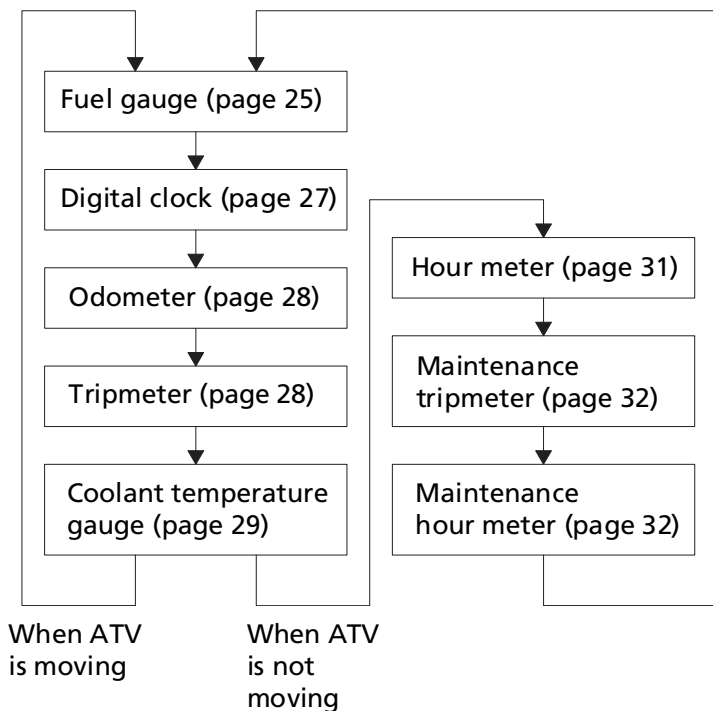 Fuel gauge (page 25)
Digital clock (page 27)
Odometer (page 28)
Tripmeter (page 28)
Coolant temperature
gauge (page 29)
When ATV
is moving
When ATV
is not
moving
Hour meter (page 31)
Maintenance
tripmeter (page 32)
Maintenance
hour meter (page 32)